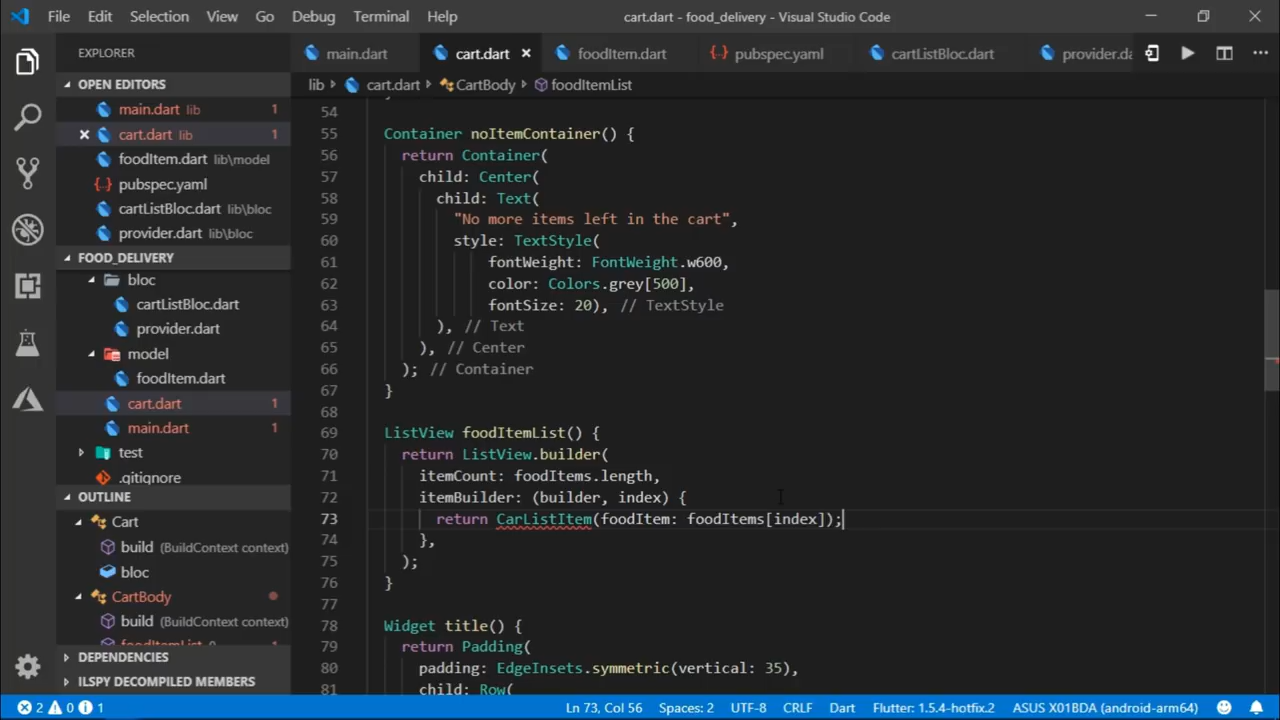 File Edit Selection View Go Debug Terminal Help cart.dart - food_delivery - Visual Studio Code
EXPLORER
OPEN EDITORS
main.dart lib 1
cart.dart lib 1
foodItem.dart lib\model
pubspec.yaml
cartListBloc.dart lib\bloc
provider.dart lib\bloc
FOOD_DELIVERY
bloc
cartListBloc.dart
provider.dart
model
foodItem.dart
cart.dart 1
main.dart 1
test
.gitignore
OUTLINE
Cart
build (BuildContext context)
bloc
CartBody
build (BuildContext context)
DEPENDENCIES
ILSPY DECOMPILED MEMBERS
main.dart cart.dart foodItem.dart pubspec.yaml cartListBloc.dart provider.da
lib cart.dart CartBody foodItemList
54
55 Container noItemContainer() {
56 return Container(
57 child: Center(
58 child: Text(
59 "No more items left in the cart",
60 style: TextStyle(
61 fontWeight: FontWeight.w600,
62 color: Colors.grey[500],
63 fontSize: 20), // TextStyle
64 ), // Text
65 ), // Center
66 ); // Container
67 }
68
69 ListView foodItemList() {
70 return ListView.builder(
71 itemCount: foodItems.length,
72 itemBuilder: (builder, index) {
73 return CarListItem(foodItem: foodItems[index]);
74 },
75 );
76 }
77
78 Widget title() {
79 return Padding(
80 padding: EdgeInsets.symmetric(vertical: 35),
81 child: Row(
2 0 1 Ln 73, Col 56 Spaces: 2 UTF-8 CRLF Dart Flutter: 1.5.4-hotfix.2 ASUS X01BDA (android-arm64)